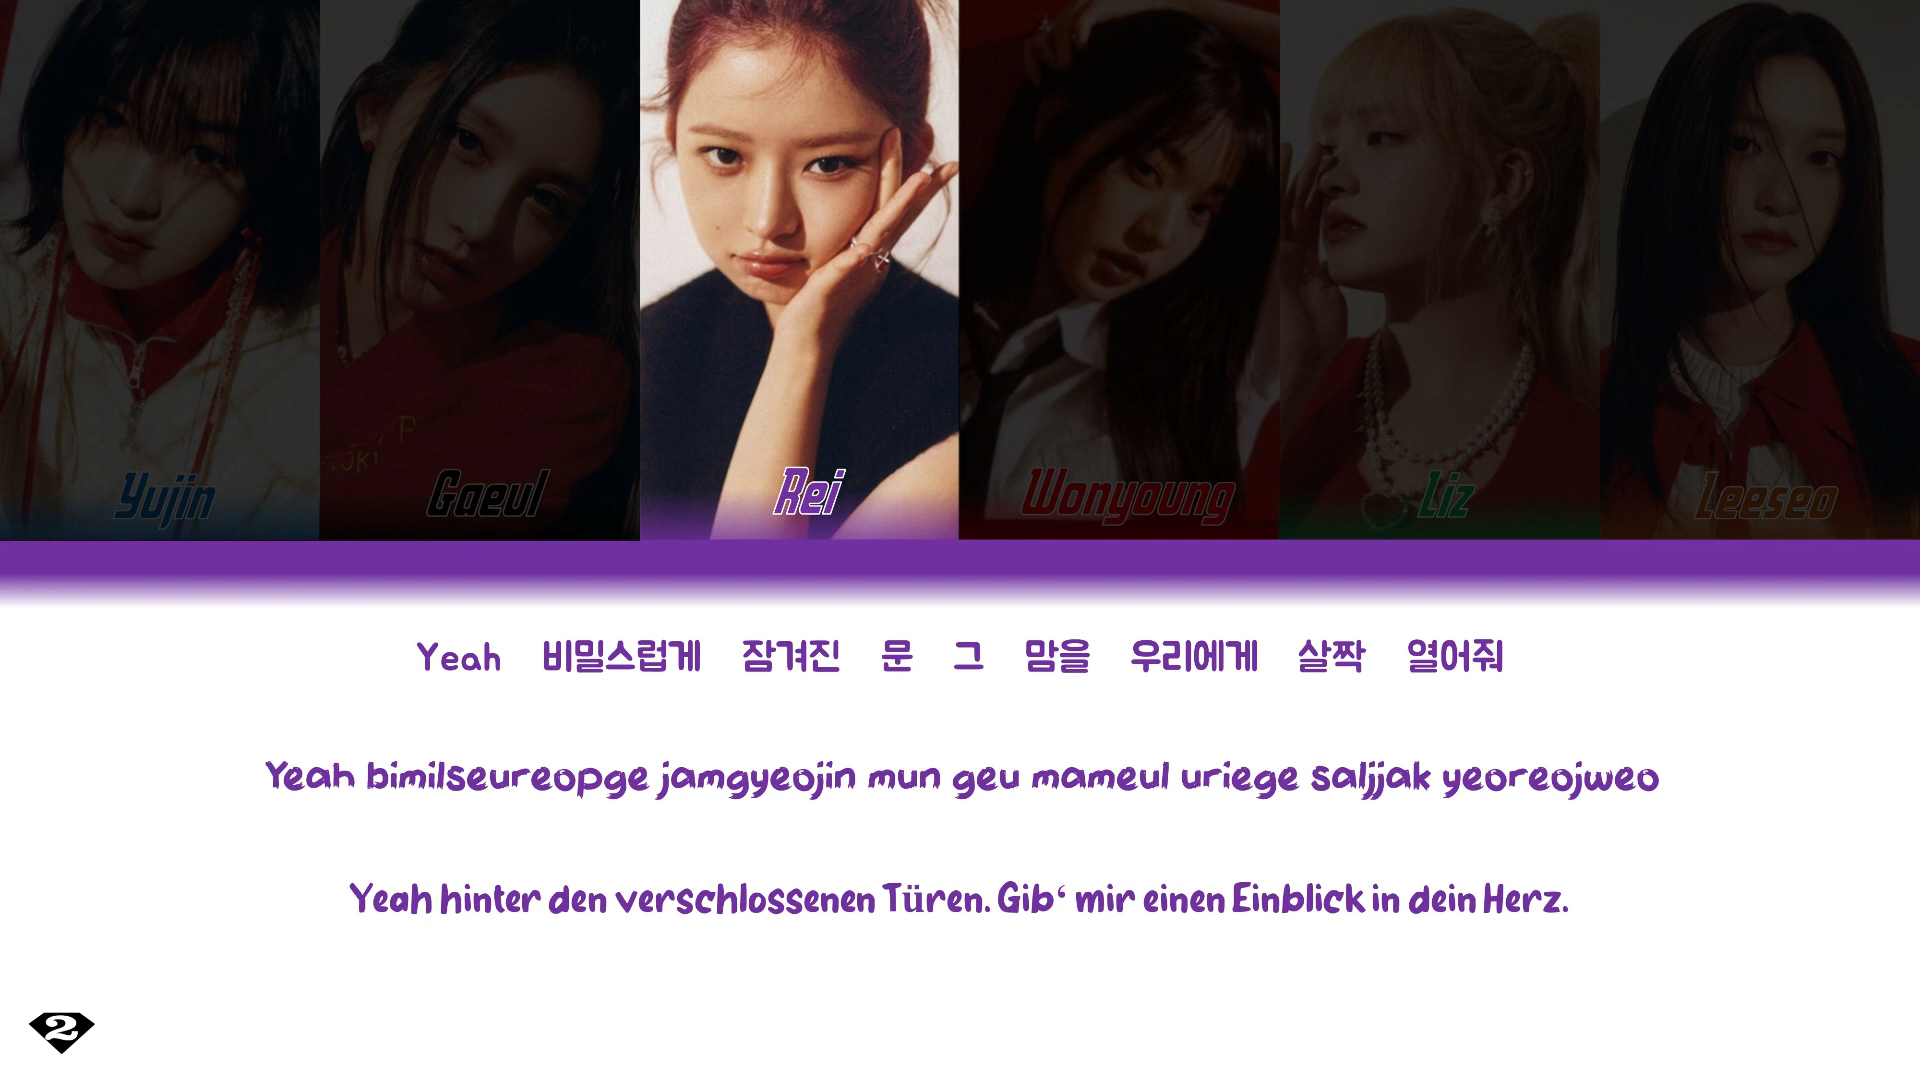 Yujin Gaeul Rei Wonyoung Liz Leeseo
Yeah 비밀스럽게 잠겨진 문 그 맘을 우리에게 살짝 열어줘
Yeah bimilseureopge jamgyeojin mun geu mameul uriege saljjak yeoreojweo
Yeah hinter den verschlossenen Türen. Gib‘ mir einen Einblick in dein Herz.
2